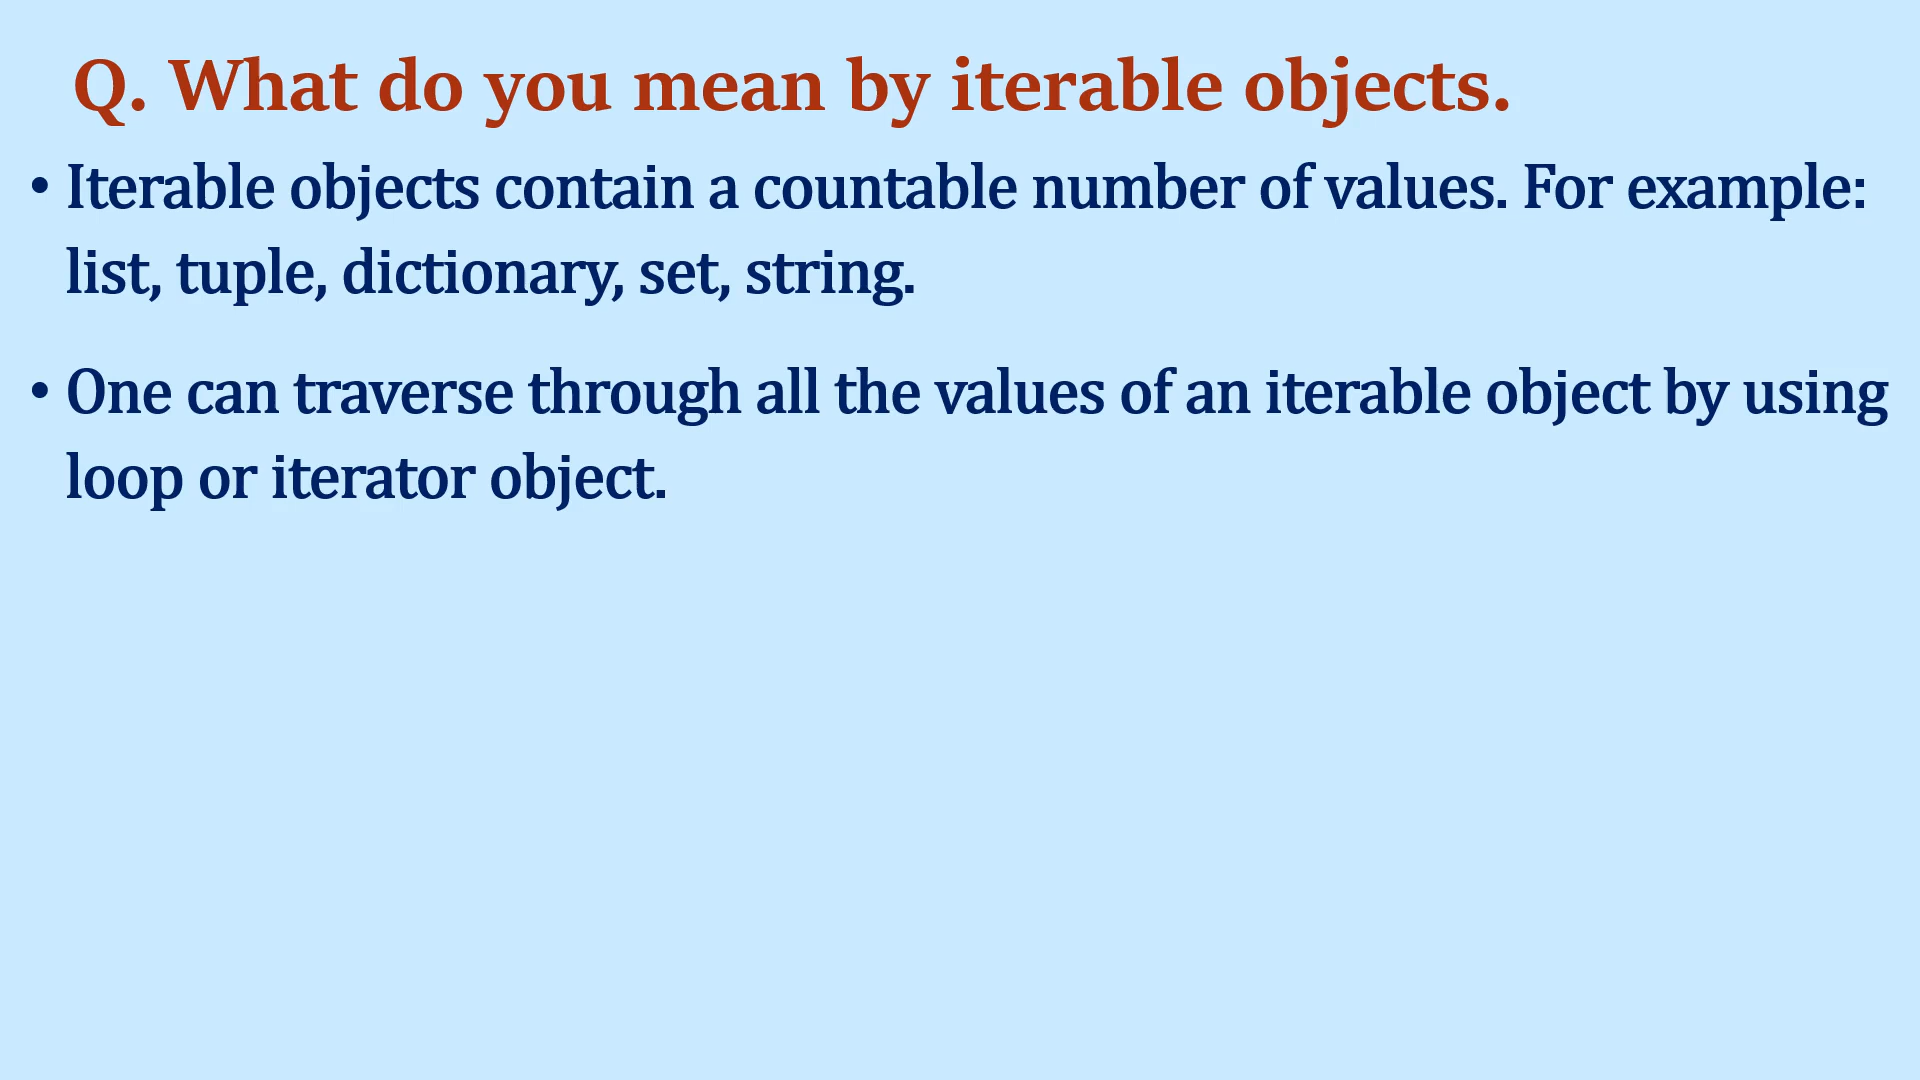 Q. What do you mean by iterable objects.
• Iterable objects contain a countable number of values. For example:
list, tuple, dictionary, set, string.
• One can traverse through all the values of an iterable object by using
loop or iterator object.